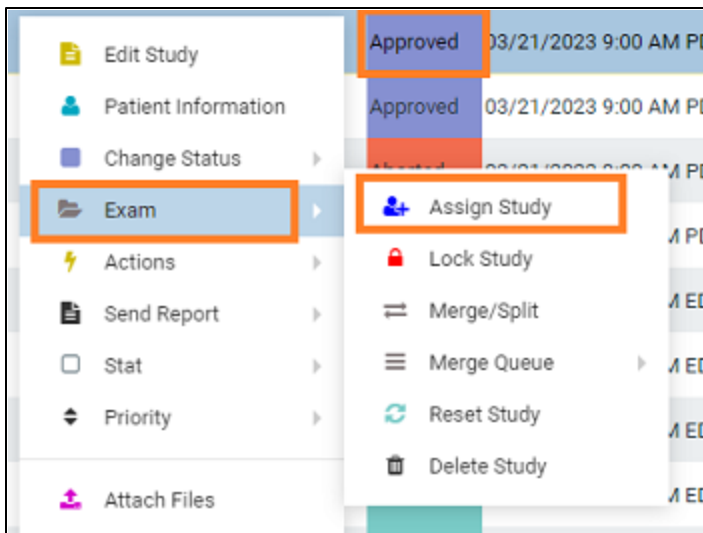 Edit Study
Approved 03/21/2023 9:00 AM
Patient Information
Approved 03/21/2023 9:00 AM
Change Status
Exam
Assign Study
Actions
Lock Study
Send Report
Merge/Split
Stat
Merge Queue
Priority
Reset Study
Delete Study
Attach Files